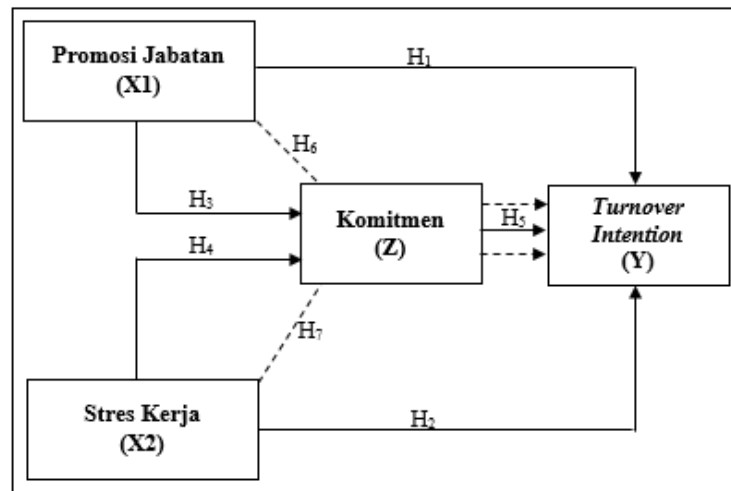 Promosi Jabatan
(X1)
H₁
H₆
H₃
Komitmen
(Z)
H₅
Turnover
Intention
(Y)
H₄
H₇
Stres Kerja
(X2)
H₂